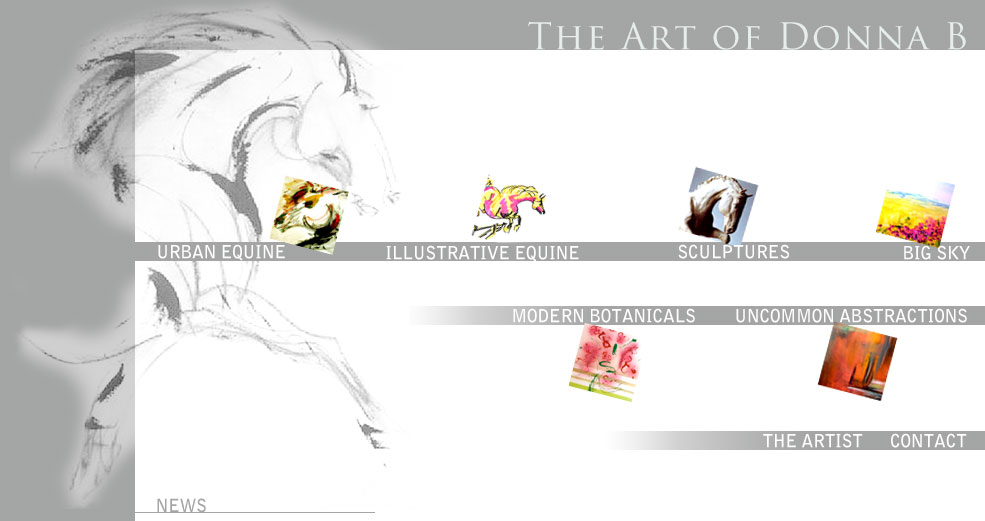 THE ART OF DONNA B
URBAN EQUINE ILLUSTRATIVE EQUINE SCULPTURES BIG SKY
MODERN BOTANICALS UNCOMMON ABSTRACTIONS
THE ARTIST CONTACT
NEWS